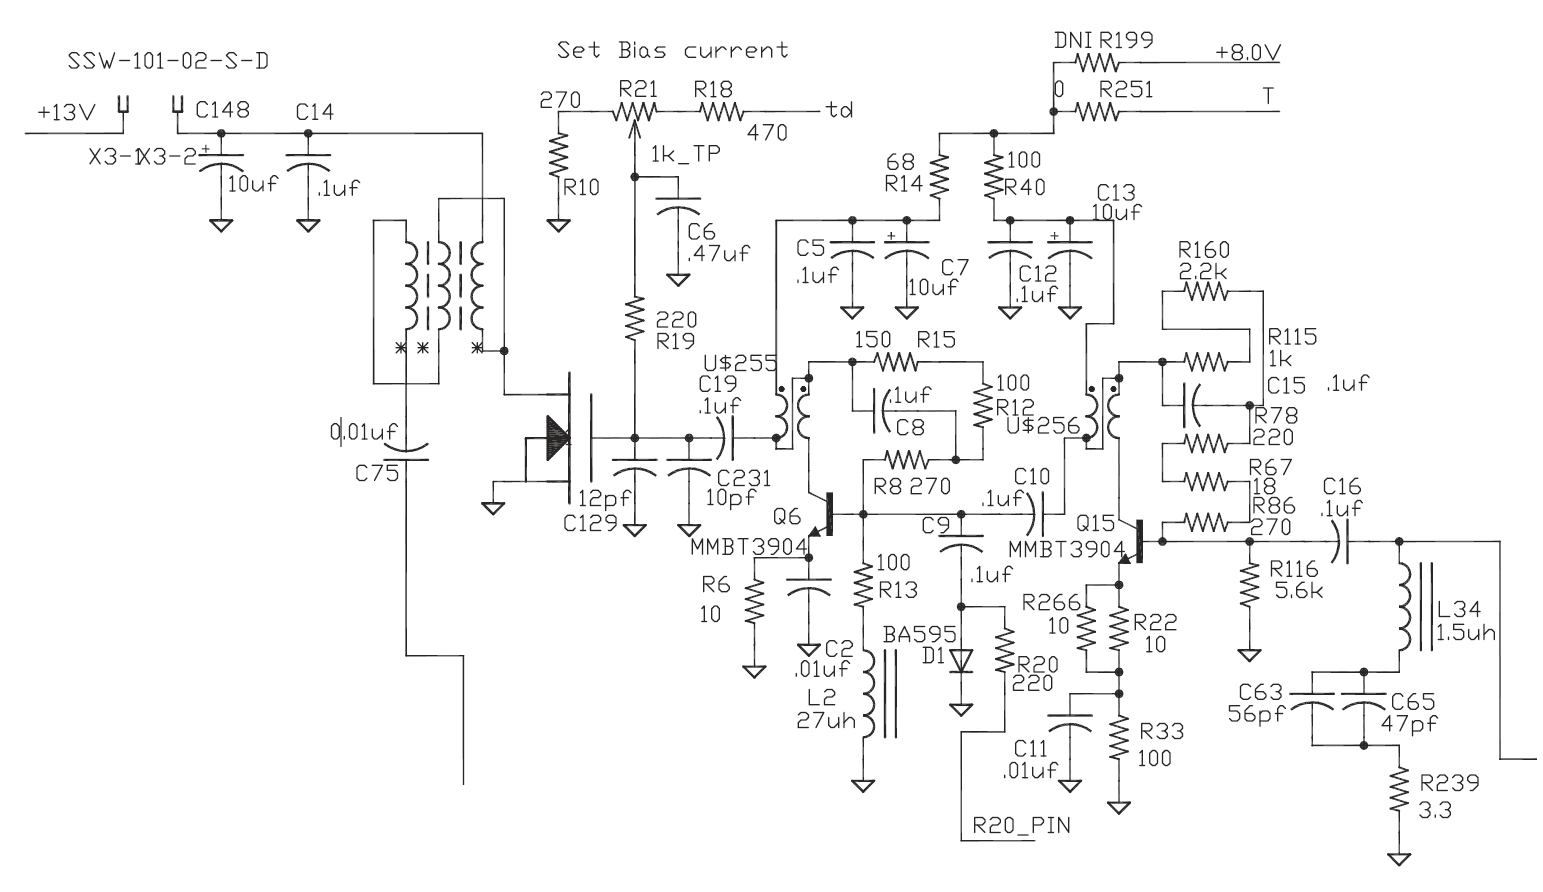 SSW-101-02-S-D
Set Bias current
DNI R199
+8.0V
+13V
C148
C14
270
R21
R18
td
470
0
R251
T
X3-1
X3-2
+
10uf
.1uf
R10
1k_TP
C6
.47uf
68
R14
100
R40
C13
10uf
C5
.1uf
+
C7
10uf
C12
.1uf
+
R160
2.2k
220
R19
150
R15
R115
1k
U$255
C19
.1uf
.1uf
C8
100
R12
U$256
C15
.1uf
R78
220
0.01uf
C75
* * *
12pf
C129
C231
10pf
R8 270
C10
.1uf
R67
18
R86
270
C16
.1uf
Q6
MMBT3904
C9
.1uf
Q15
MMBT3904
R6
10
100
R13
R116
5.6k
R266
10
R22
10
L34
1.5uh
C2
.01uf
BA595
D1
R20
220
L2
27uh
C63
56pf
C65
47pf
C11
.01uf
R33
100
R239
3.3
R20_PIN